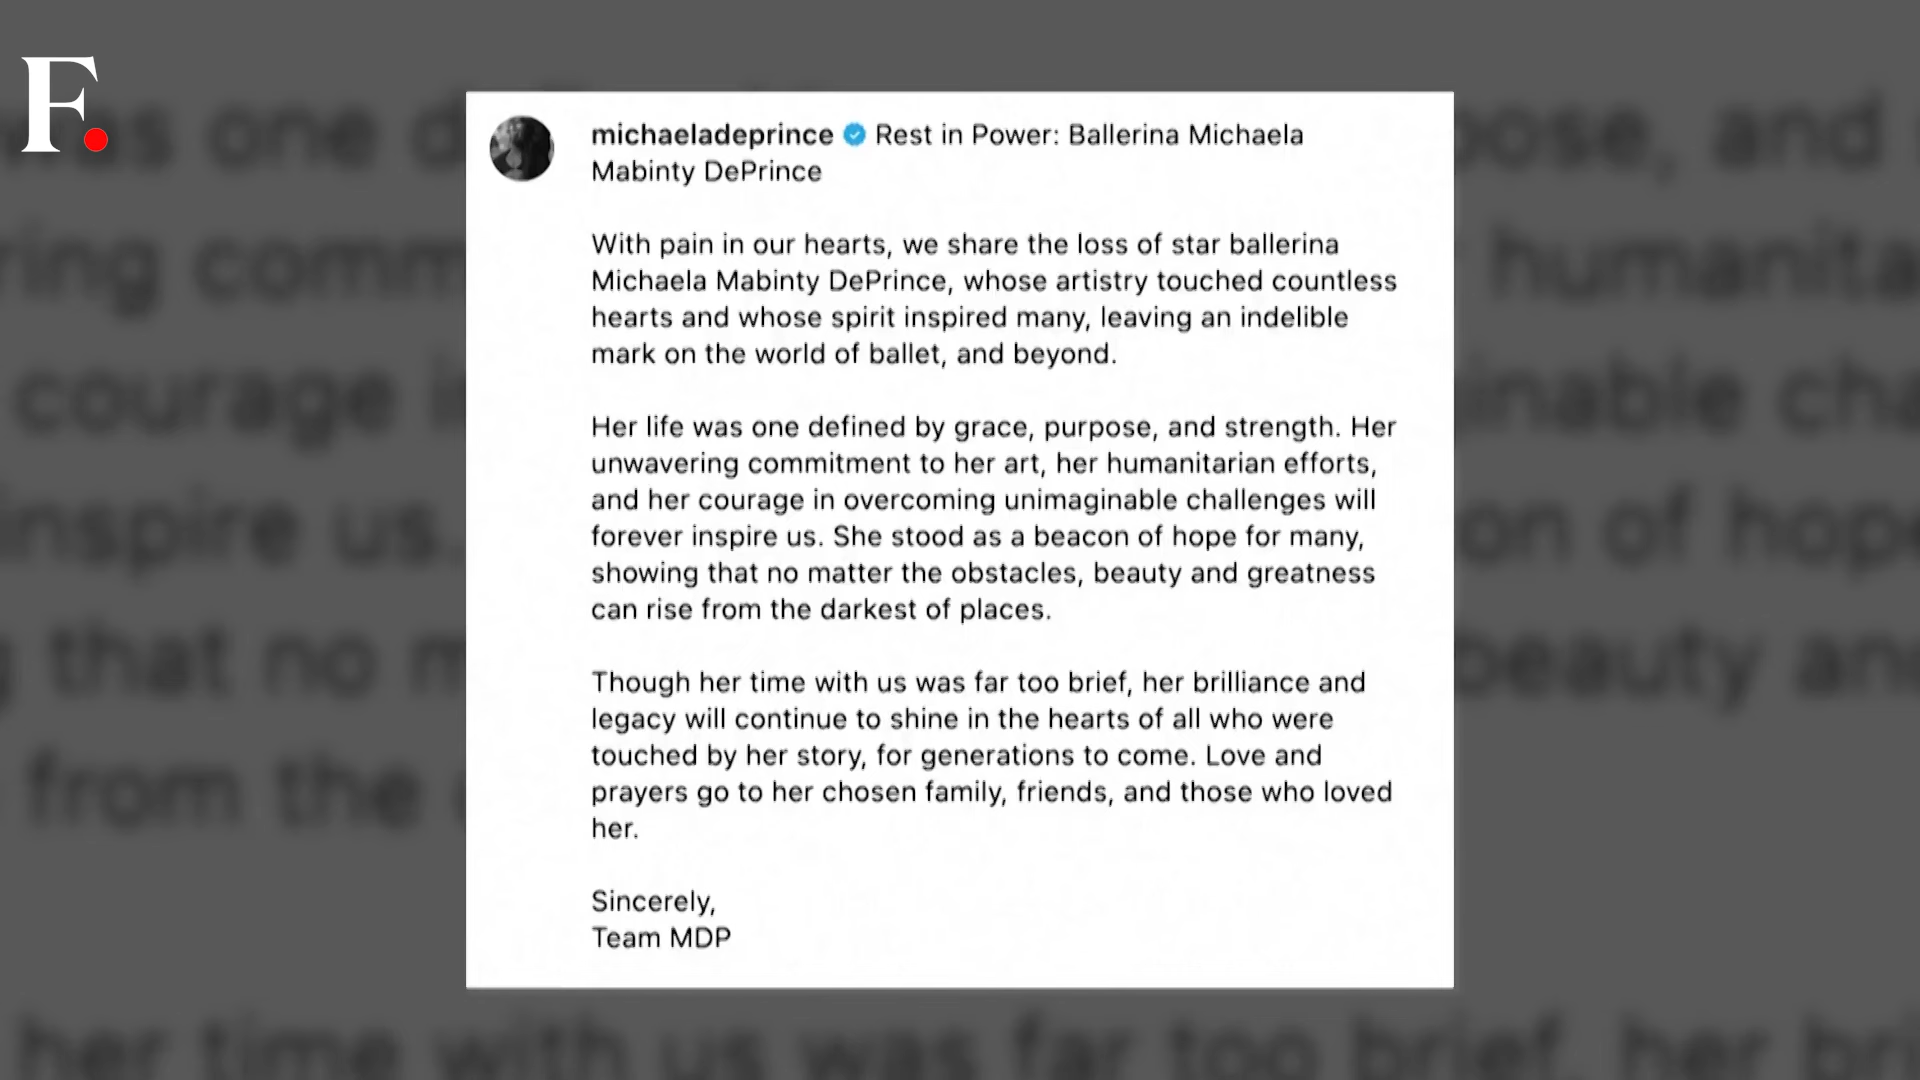 F.
michaeladeprince Rest in Power: Ballerina Michaela
Mabinty DePrince
With pain in our hearts, we share the loss of star ballerina
Michaela Mabinty DePrince, whose artistry touched countless
hearts and whose spirit inspired many, leaving an indelible
mark on the world of ballet, and beyond.
Her life was one defined by grace, purpose, and strength. Her
unwavering commitment to her art, her humanitarian efforts,
and her courage in overcoming unimaginable challenges will
forever inspire us. She stood as a beacon of hope for many,
showing that no matter the obstacles, beauty and greatness
can rise from the darkest of places.
Though her time with us was far too brief, her brilliance and
legacy will continue to shine in the hearts of all who were
touched by her story, for generations to come. Love and
prayers go to her chosen family, friends, and those who loved
her.
Sincerely,
Team MDP